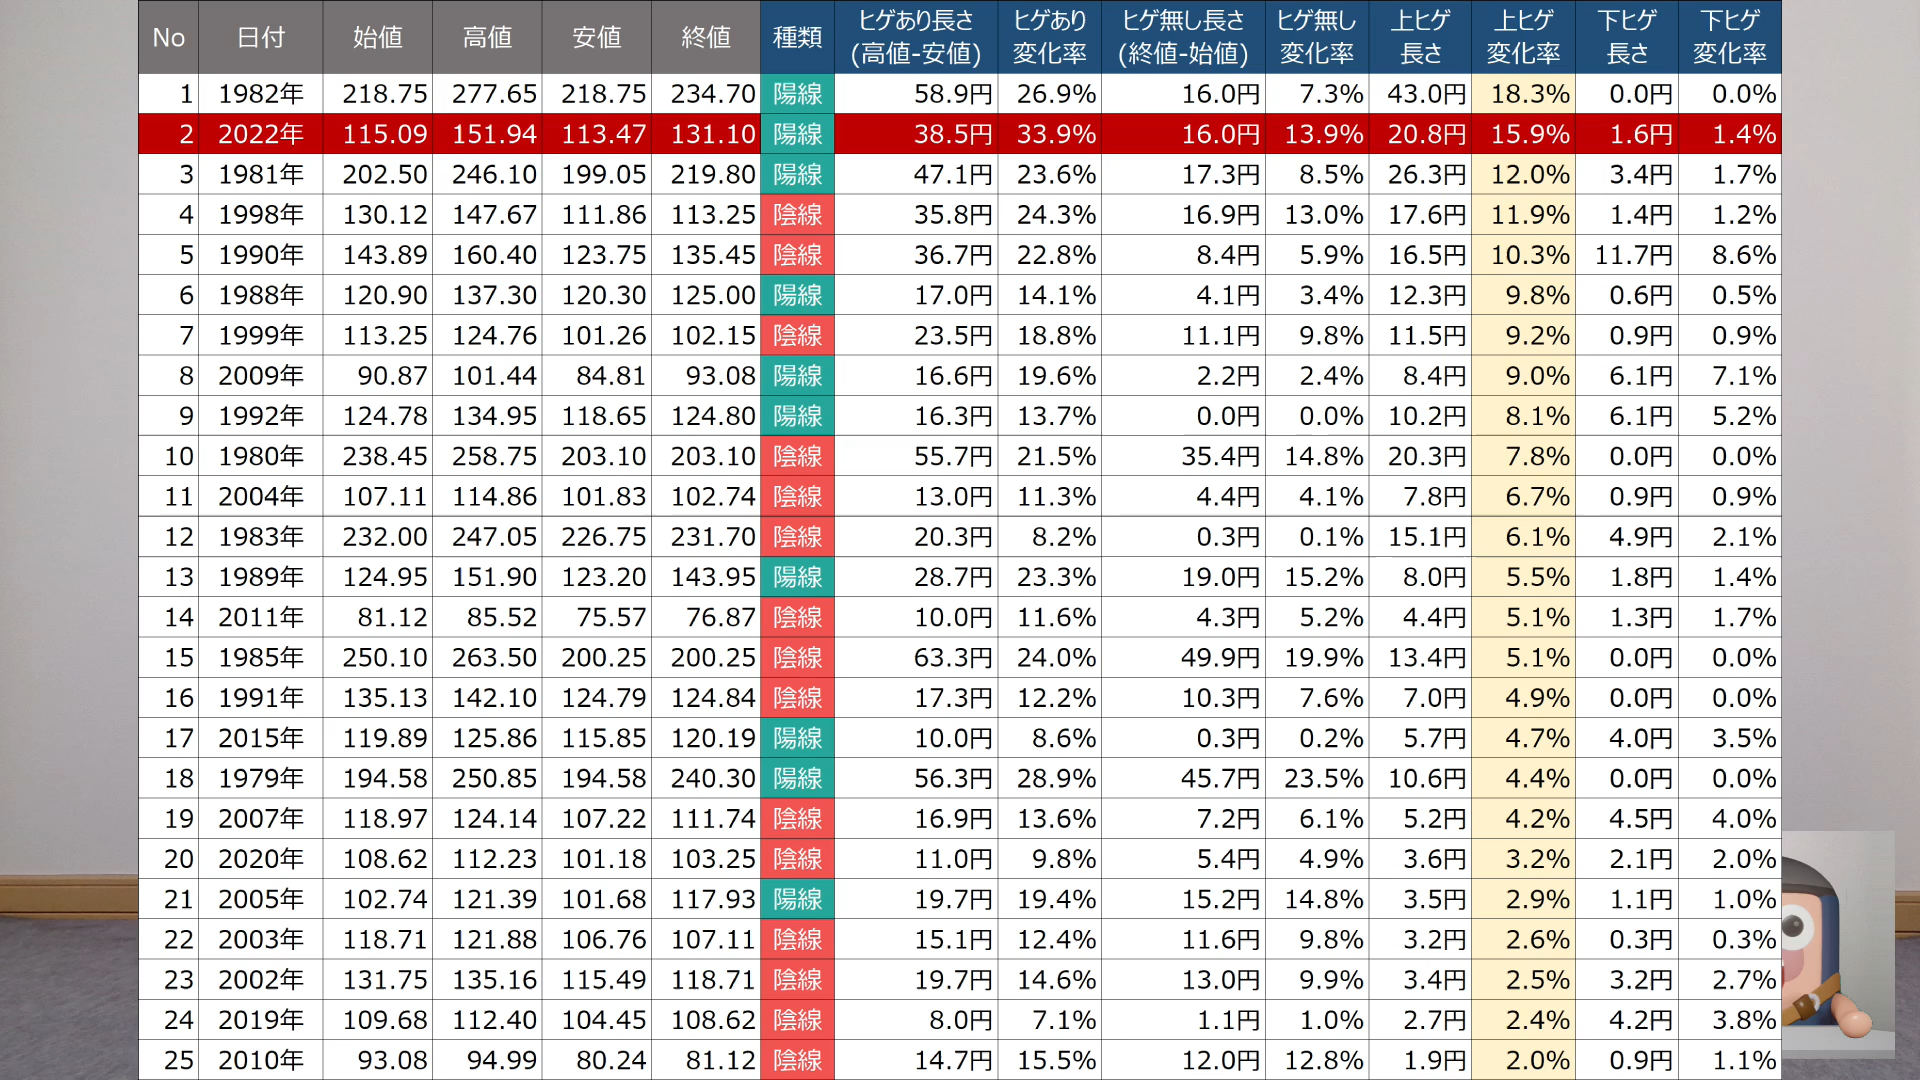 No 日付 始値 高値 安値 終値 種類 ヒゲあり長さ (高値-安値) ヒゲあり 変化率 ヒゲ無し長さ (終値-始値) ヒゲ無し 変化率 上ヒゲ 長さ 上ヒゲ 変化率 下ヒゲ 長さ 下ヒゲ 変化率
1 1982年 218.75 277.65 218.75 234.70 陽線 58.9円 26.9% 16.0円 7.3% 43.0円 18.3% 0.0円 0.0%
2 2022年 115.09 151.94 113.47 131.10 陽線 38.5円 33.9% 16.0円 13.9% 20.8円 15.9% 1.6円 1.4%
3 1981年 202.50 246.10 199.05 219.80 陽線 47.1円 23.6% 17.3円 8.5% 26.3円 12.0% 3.4円 1.7%
4 1998年 130.12 147.67 111.86 113.25 陰線 35.8円 24.3% 16.9円 13.0% 17.6円 11.9% 1.4円 1.2%
5 1990年 143.89 160.40 123.75 135.45 陰線 36.7円 22.8% 8.4円 5.9% 16.5円 10.3% 11.7円 8.6%
6 1988年 120.90 137.30 120.30 125.00 陽線 17.0円 14.1% 4.1円 3.4% 12.3円 9.8% 0.6円 0.5%
7 1999年 113.25 124.76 101.26 102.15 陰線 23.5円 18.8% 11.1円 9.8% 11.5円 9.2% 0.9円 0.9%
8 2009年 90.87 101.44 84.81 93.08 陽線 16.6円 19.6% 2.2円 2.4% 8.4円 9.0% 6.1円 7.1%
9 1992年 124.78 134.95 118.65 124.80 陽線 16.3円 13.7% 0.0円 0.0% 10.2円 8.1% 6.1円 5.2%
10 1980年 238.45 258.75 203.10 203.10 陰線 55.7円 21.5% 35.4円 14.8% 20.3円 7.8% 0.0円 0.0%
11 2004年 107.11 114.86 101.83 102.74 陰線 13.0円 11.3% 4.4円 4.1% 7.8円 6.7% 0.9円 0.9%
12 1983年 232.00 247.05 226.75 231.70 陰線 20.3円 8.2% 0.3円 0.1% 15.1円 6.1% 4.9円 2.1%
13 1989年 124.95 151.90 123.20 143.95 陽線 28.7円 23.3% 19.0円 15.2% 8.0円 5.5% 1.8円 1.4%
14 2011年 81.12 85.52 75.57 76.87 陰線 10.0円 11.6% 4.3円 5.2% 4.4円 5.1% 1.3円 1.7%
15 1985年 250.10 263.50 200.25 200.25 陰線 63.3円 24.0% 49.9円 19.9% 13.4円 5.1% 0.0円 0.0%
16 1991年 135.13 142.10 124.79 124.84 陰線 17.3円 12.2% 10.3円 7.6% 7.0円 4.9% 0.0円 0.0%
17 2015年 119.89 125.86 115.85 120.19 陽線 10.0円 8.6% 0.3円 0.2% 5.7円 4.7% 4.0円 3.5%
18 1979年 194.58 250.85 194.58 240.30 陽線 56.3円 28.9% 45.7円 23.5% 10.6円 4.4% 0.0円 0.0%
19 2007年 118.97 124.14 107.22 111.74 陰線 16.9円 13.6% 7.2円 6.1% 5.2円 4.2% 4.5円 4.0%
20 2020年 108.62 112.23 101.18 103.25 陰線 11.0円 9.8% 5.4円 4.9% 3.6円 3.2% 2.1円 2.0%
21 2005年 102.74 121.39 101.68 117.93 陽線 19.7円 19.4% 15.2円 14.8% 3.5円 2.9% 1.1円 1.0%
22 2003年 118.71 121.88 106.76 107.11 陰線 15.1円 12.4% 11.6円 9.8% 3.2円 2.6% 0.3円 0.3%
23 2002年 131.75 135.16 115.49 118.71 陰線 19.7円 14.6% 13.0円 9.9% 3.4円 2.5% 3.2円 2.7%
24 2019年 109.68 112.40 104.45 108.62 陰線 8.0円 7.1% 1.1円 1.0% 2.7円 2.4% 4.2円 3.8%
25 2010年 93.08 94.99 80.24 81.12 陰線 14.7円 15.5% 12.0円 12.8% 1.9円 2.0% 0.9円 1.1%